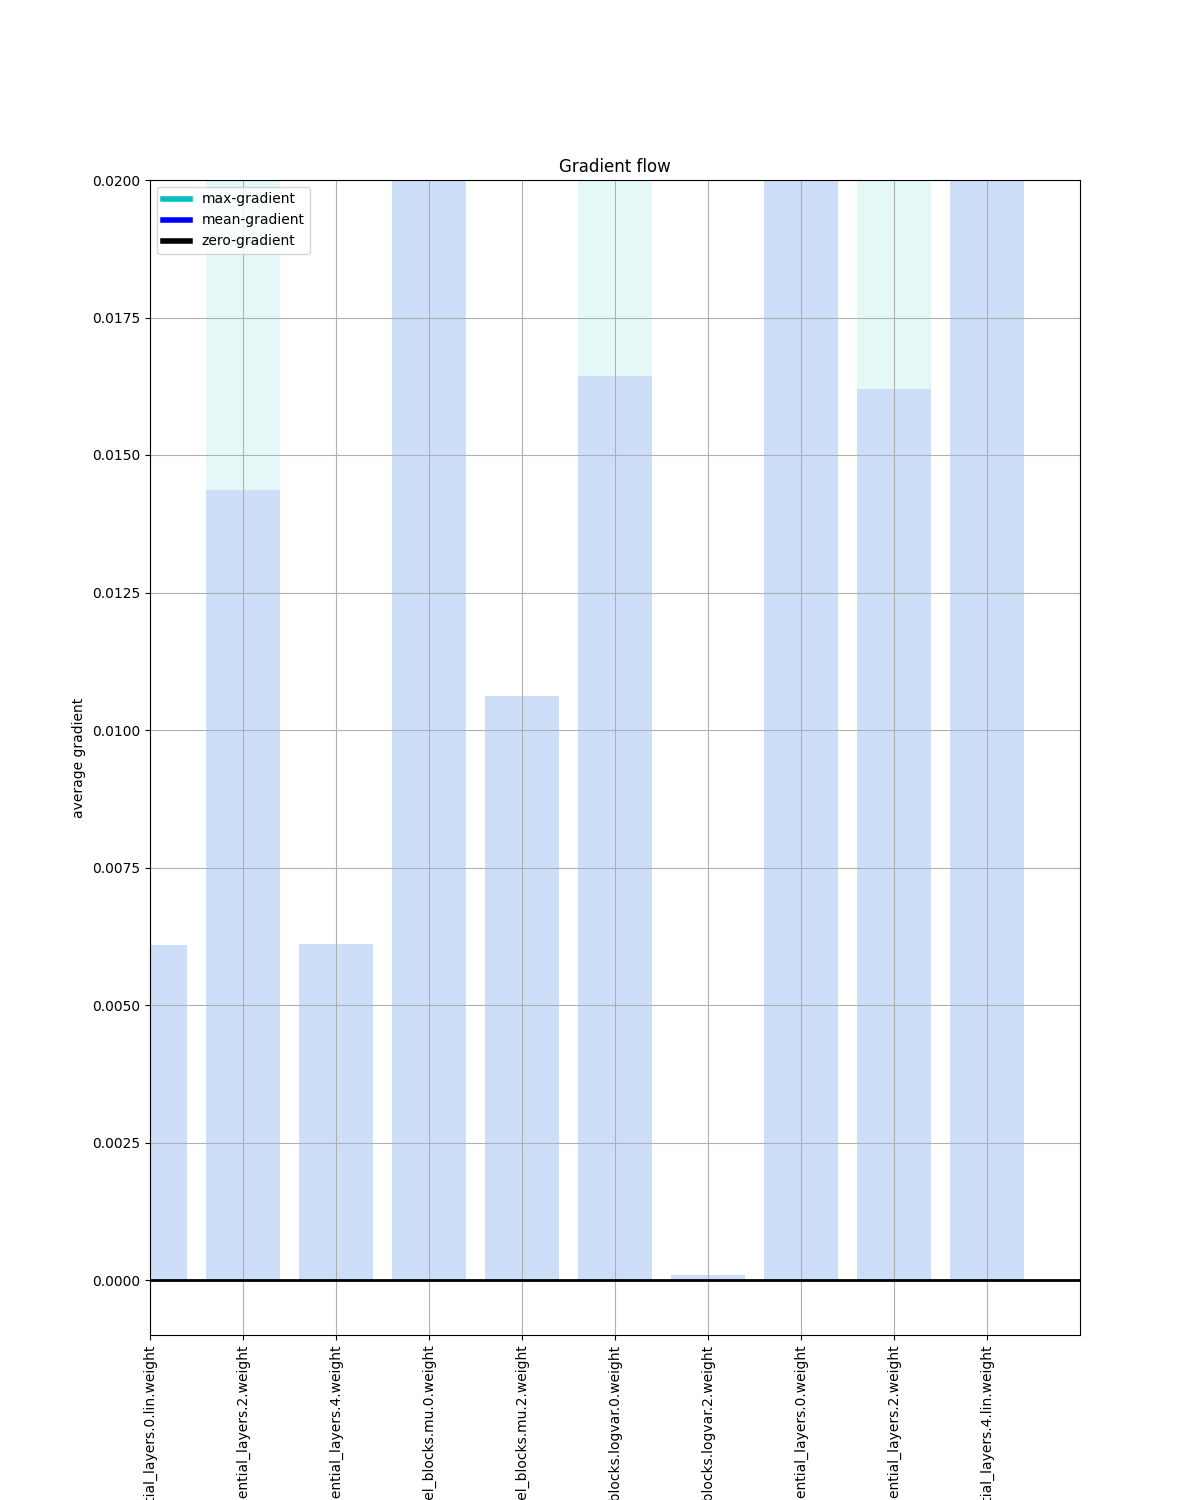 Gradient flow
max-gradient
mean-gradient
zero-gradient
0.0200
0.0175
0.0150
0.0125
0.0100
0.0075
0.0050
0.0025
0.0000
average gradient
tial_layers.0.lin.weight
ential_layers.2.weight
ential_layers.4.weight
el_blocks.mu.0.weight
el_blocks.mu.2.weight
blocks.logvar.0.weight
blocks.logvar.2.weight
ential_layers.0.weight
ential_layers.2.weight
tial_layers.4.lin.weight